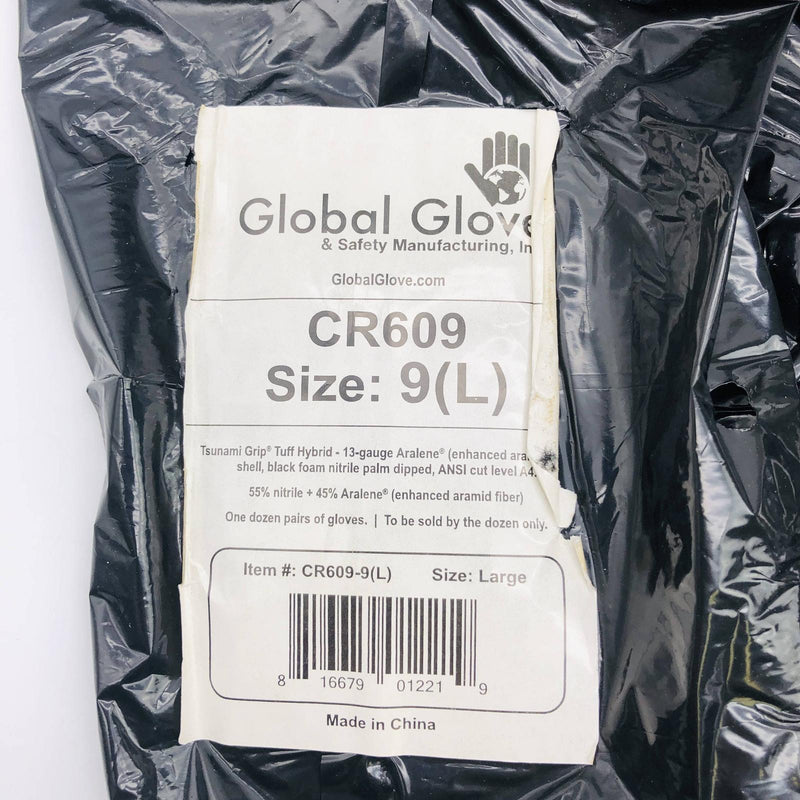 Global Glove
& Safety Manufacturing, In
GlobalGlove.com
CR609
Size: 9(L)
Tsunami Grip® Tuff Hybrid - 13-gauge Aralene® (enhanced ara
shell, black foam nitrile palm dipped, ANSI cut level A4.
55% nitrile + 45% Aralene® (enhanced aramid fiber)
One dozen pairs of gloves. | To be sold by the dozen only.
Item #: CR609-9(L) Size: Large
8 16679 01221 9
Made in China